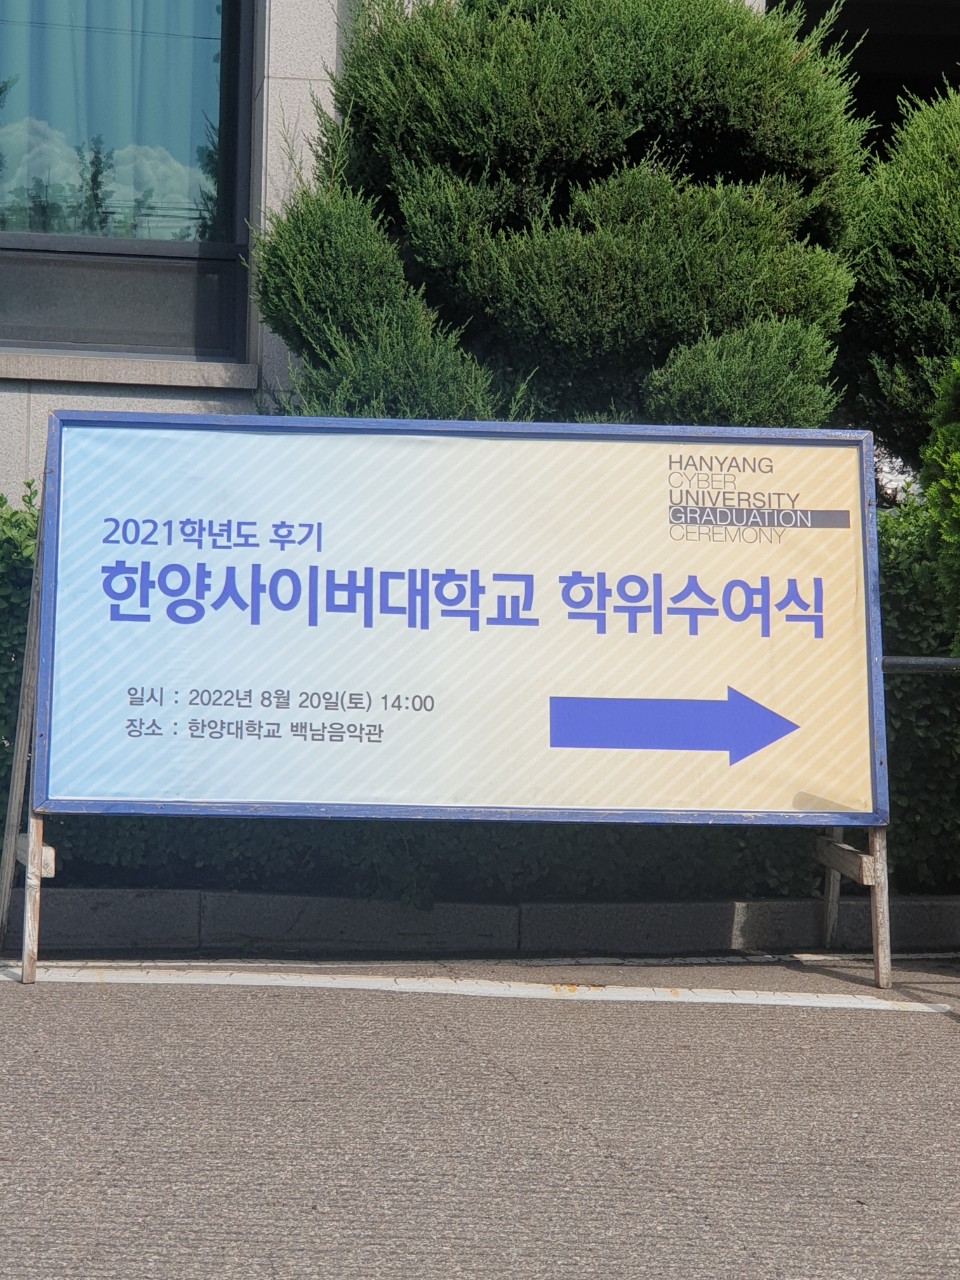 HANYANG
CYBER
UNIVERSITY
GRADUATION
CEREMONY
2021학년도 후기
한양사이버대학교 학위수여식
일시 : 2022년 8월 20일(토) 14:00
장소 : 한양대학교 백남음악관